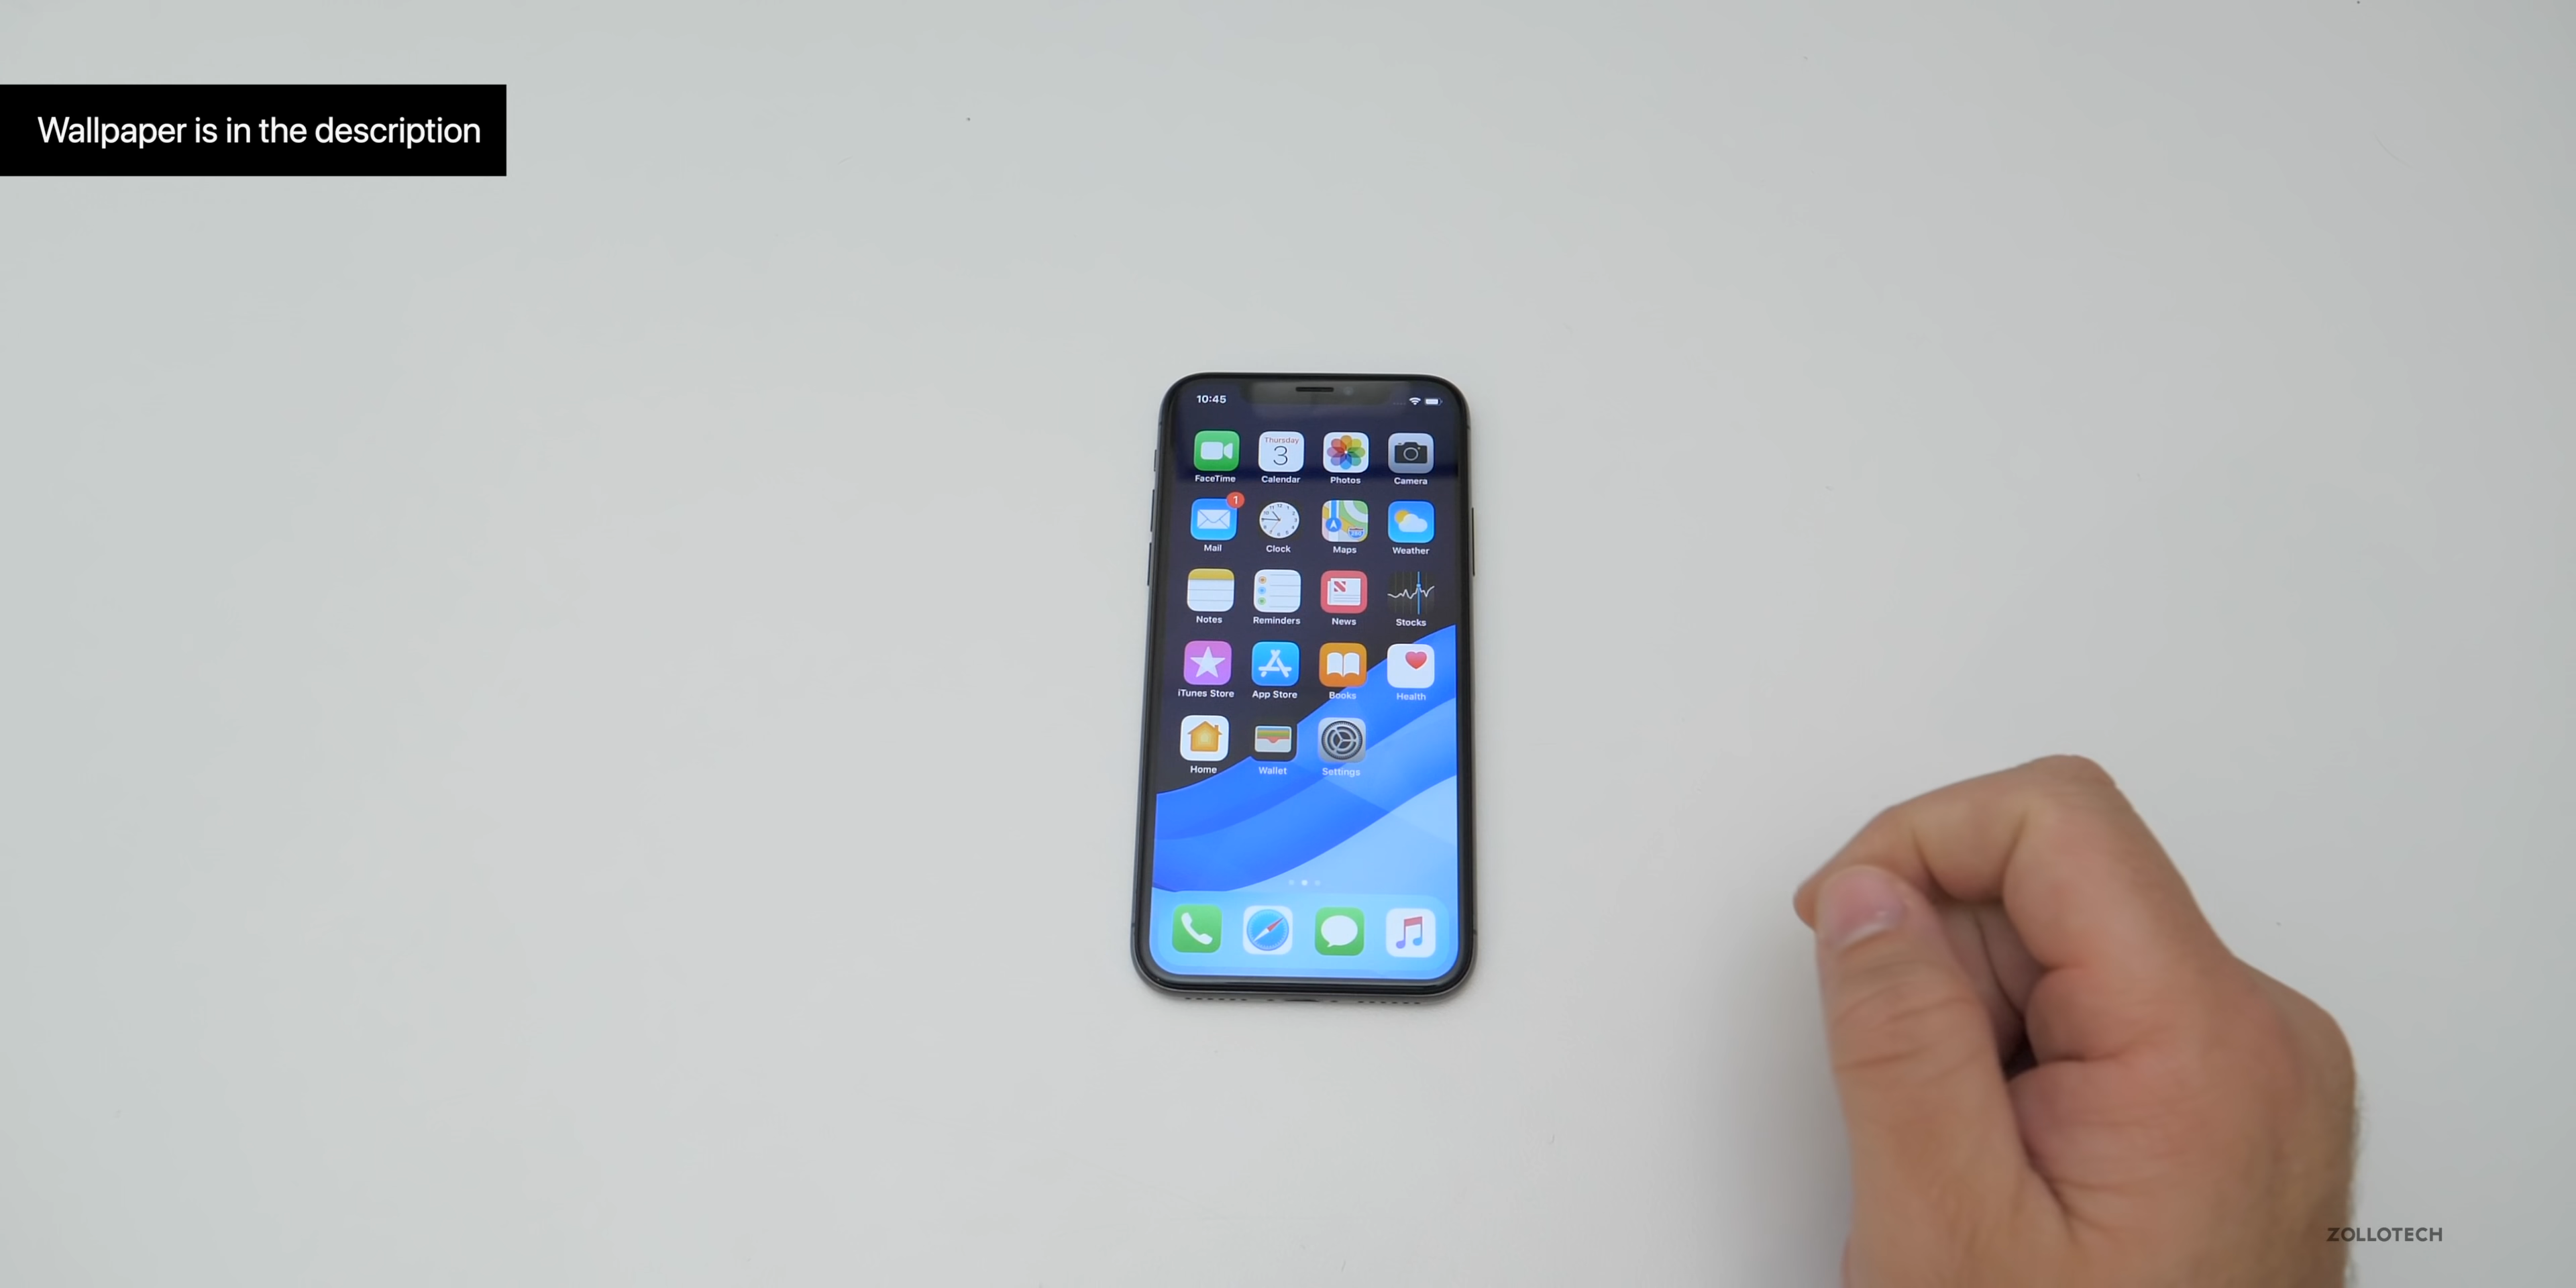 Wallpaper is in the description
10:45
Thursday
3
FaceTime Calendar Photos Camera
1
Mail Clock Maps Weather
Notes Reminders News Stocks
iTunes Store App Store Books Health
Home Wallet Settings
ZOLLOTECH